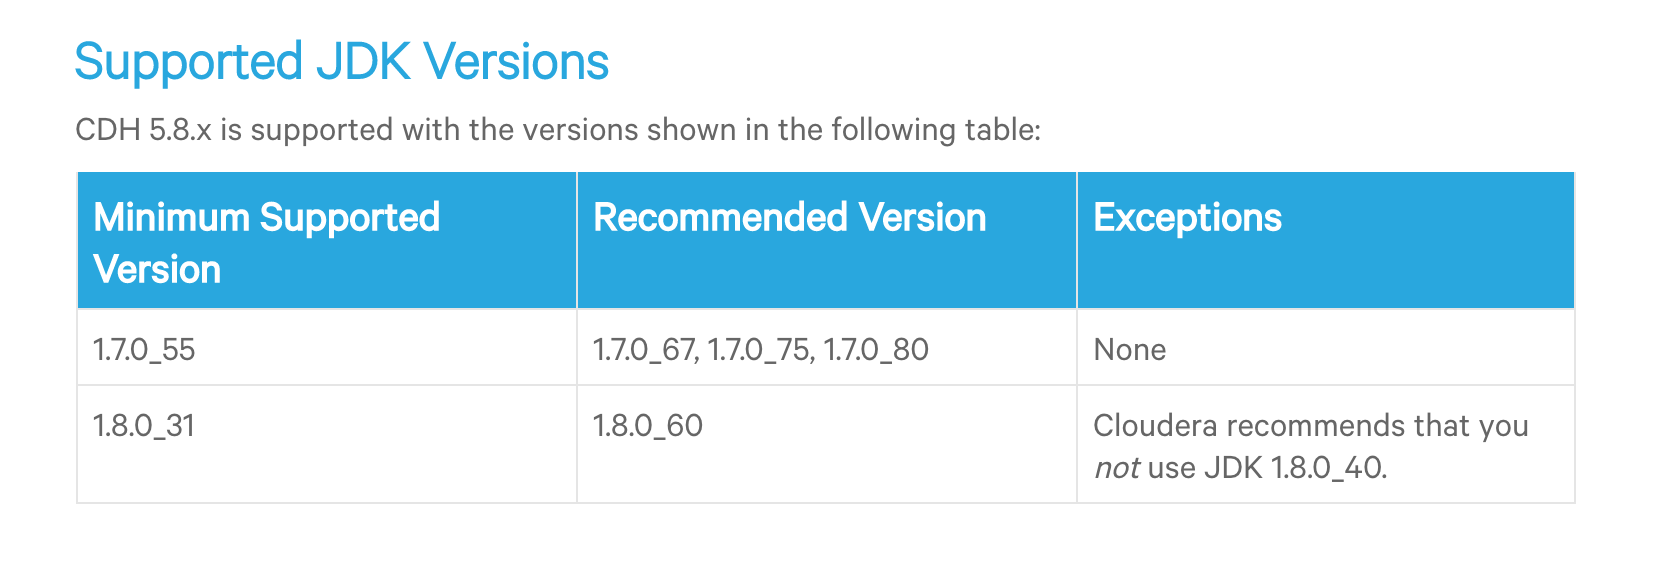 Supported JDK Versions
CDH 5.8.x is supported with the versions shown in the following table:
Minimum Supported
Version
Recommended Version
Exceptions
1.7.0_55
1.7.0_67, 1.7.0_75, 1.7.0_80
None
1.8.0_31
1.8.0_60
Cloudera recommends that you
not use JDK 1.8.0_40.